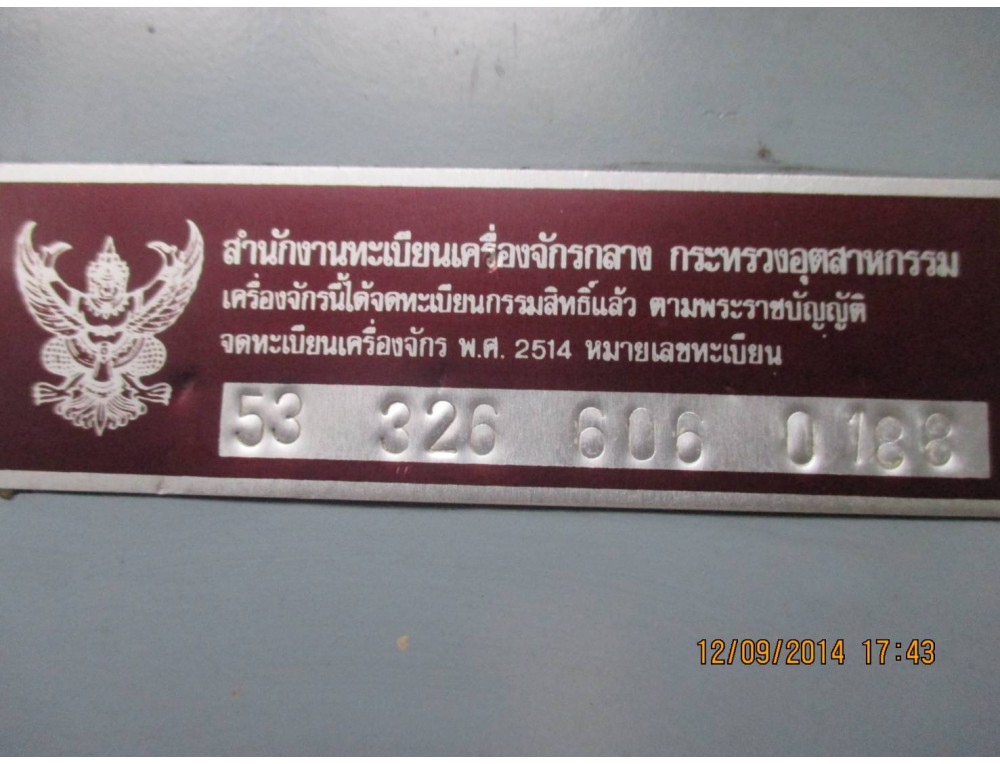 สำนักงานทะเบียนเครื่องจักรกลาง กระทรวงอุตสาหกรรม
เครื่องจักรนี้ได้จดทะเบียนกรรมสิทธิ์แล้ว ตามพระราชบัญญัติ
จดทะเบียนเครื่องจักร พ.ศ. 2514 หมายเลขทะเบียน
53 326 606 0188
12/09/2014 17:43